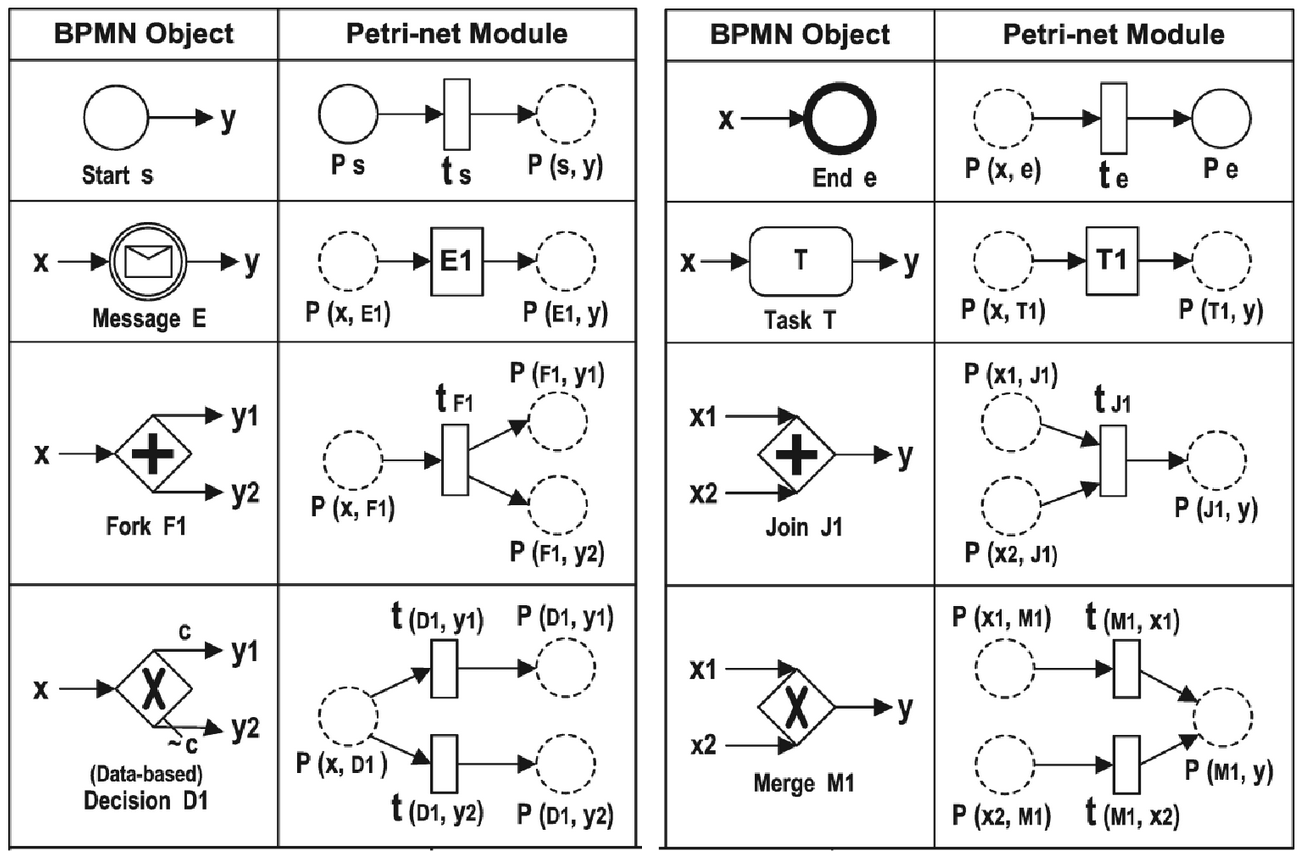 BPMN Object Petri-net Module
y
Start s
P s
t s
P (s, y)
x y
Message E
E1
P (x, E1)
P (E1, y)
x
y1
y2
Fork F1
P (F1, y1)
t F1
P (x, F1)
P (F1, y2)
x
c
y1
y2
~c
(Data-based)
Decision D1
t (D1, y1) P (D1, y1)
P (x, D1 )
t (D1, y2) P (D1, y2)
BPMN Object Petri-net Module
x
End e
P (x, e)
t e
P e
x T y
Task T
T1
P (x, T1)
P (T1, y)
x1
y
x2
Join J1
P (x1, J1)
t J1
P (J1, y)
P (x2, J1)
x1
y
x2
Merge M1
P (x1, M1) t (M1, x1)
P (M1, y)
P (x2, M1) t (M1, x2)